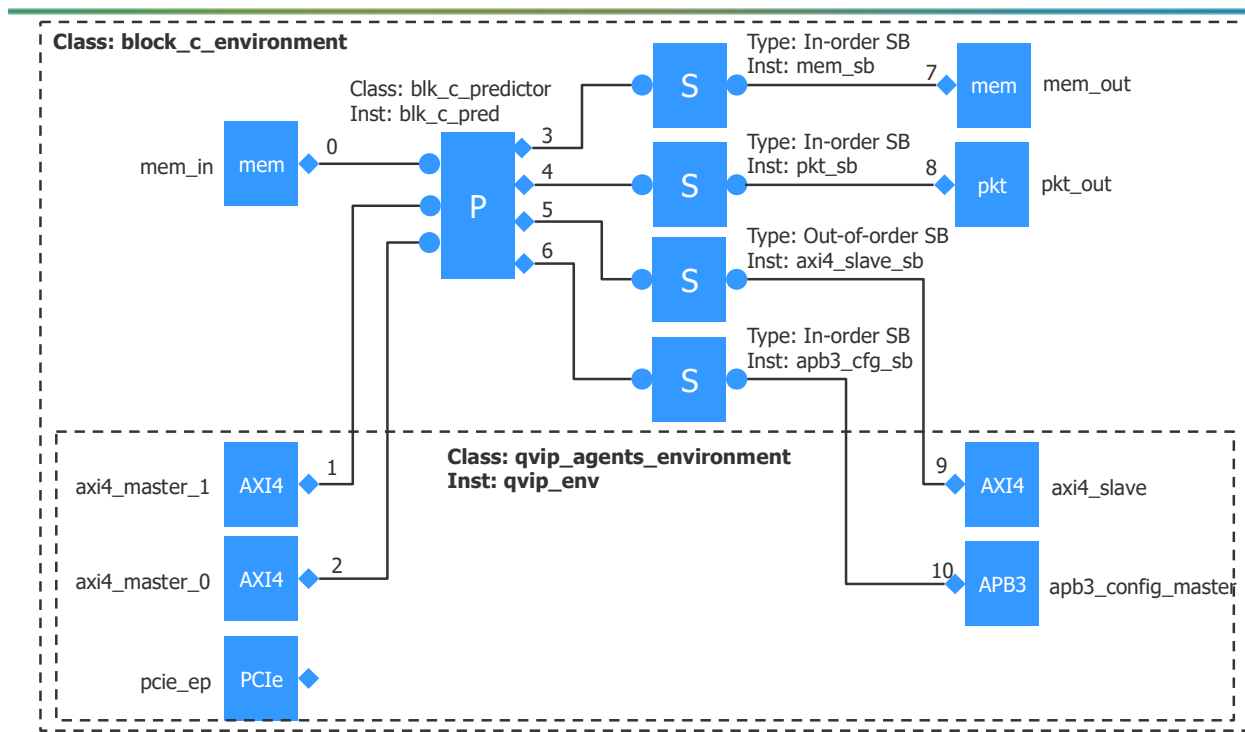 Class: block_c_environment
Type: In-order SB
Inst: mem_sb
7
mem
mem_out
Class: blk_c_predictor
Inst: blk_c_pred
S
mem_in
mem
0
3
Type: In-order SB
Inst: pkt_sb
8
pkt
pkt_out
4
S
P
5
Type: Out-of-order SB
Inst: axi4_slave_sb
6
S
Type: In-order SB
Inst: apb3_cfg_sb
S
Class: qvip_agents_environment
Inst: qvip_env
axi4_master_1
AXI4
1
9
AXI4
axi4_slave
axi4_master_0
AXI4
2
10
APB3
apb3_config_master
pcie_ep
PCIe